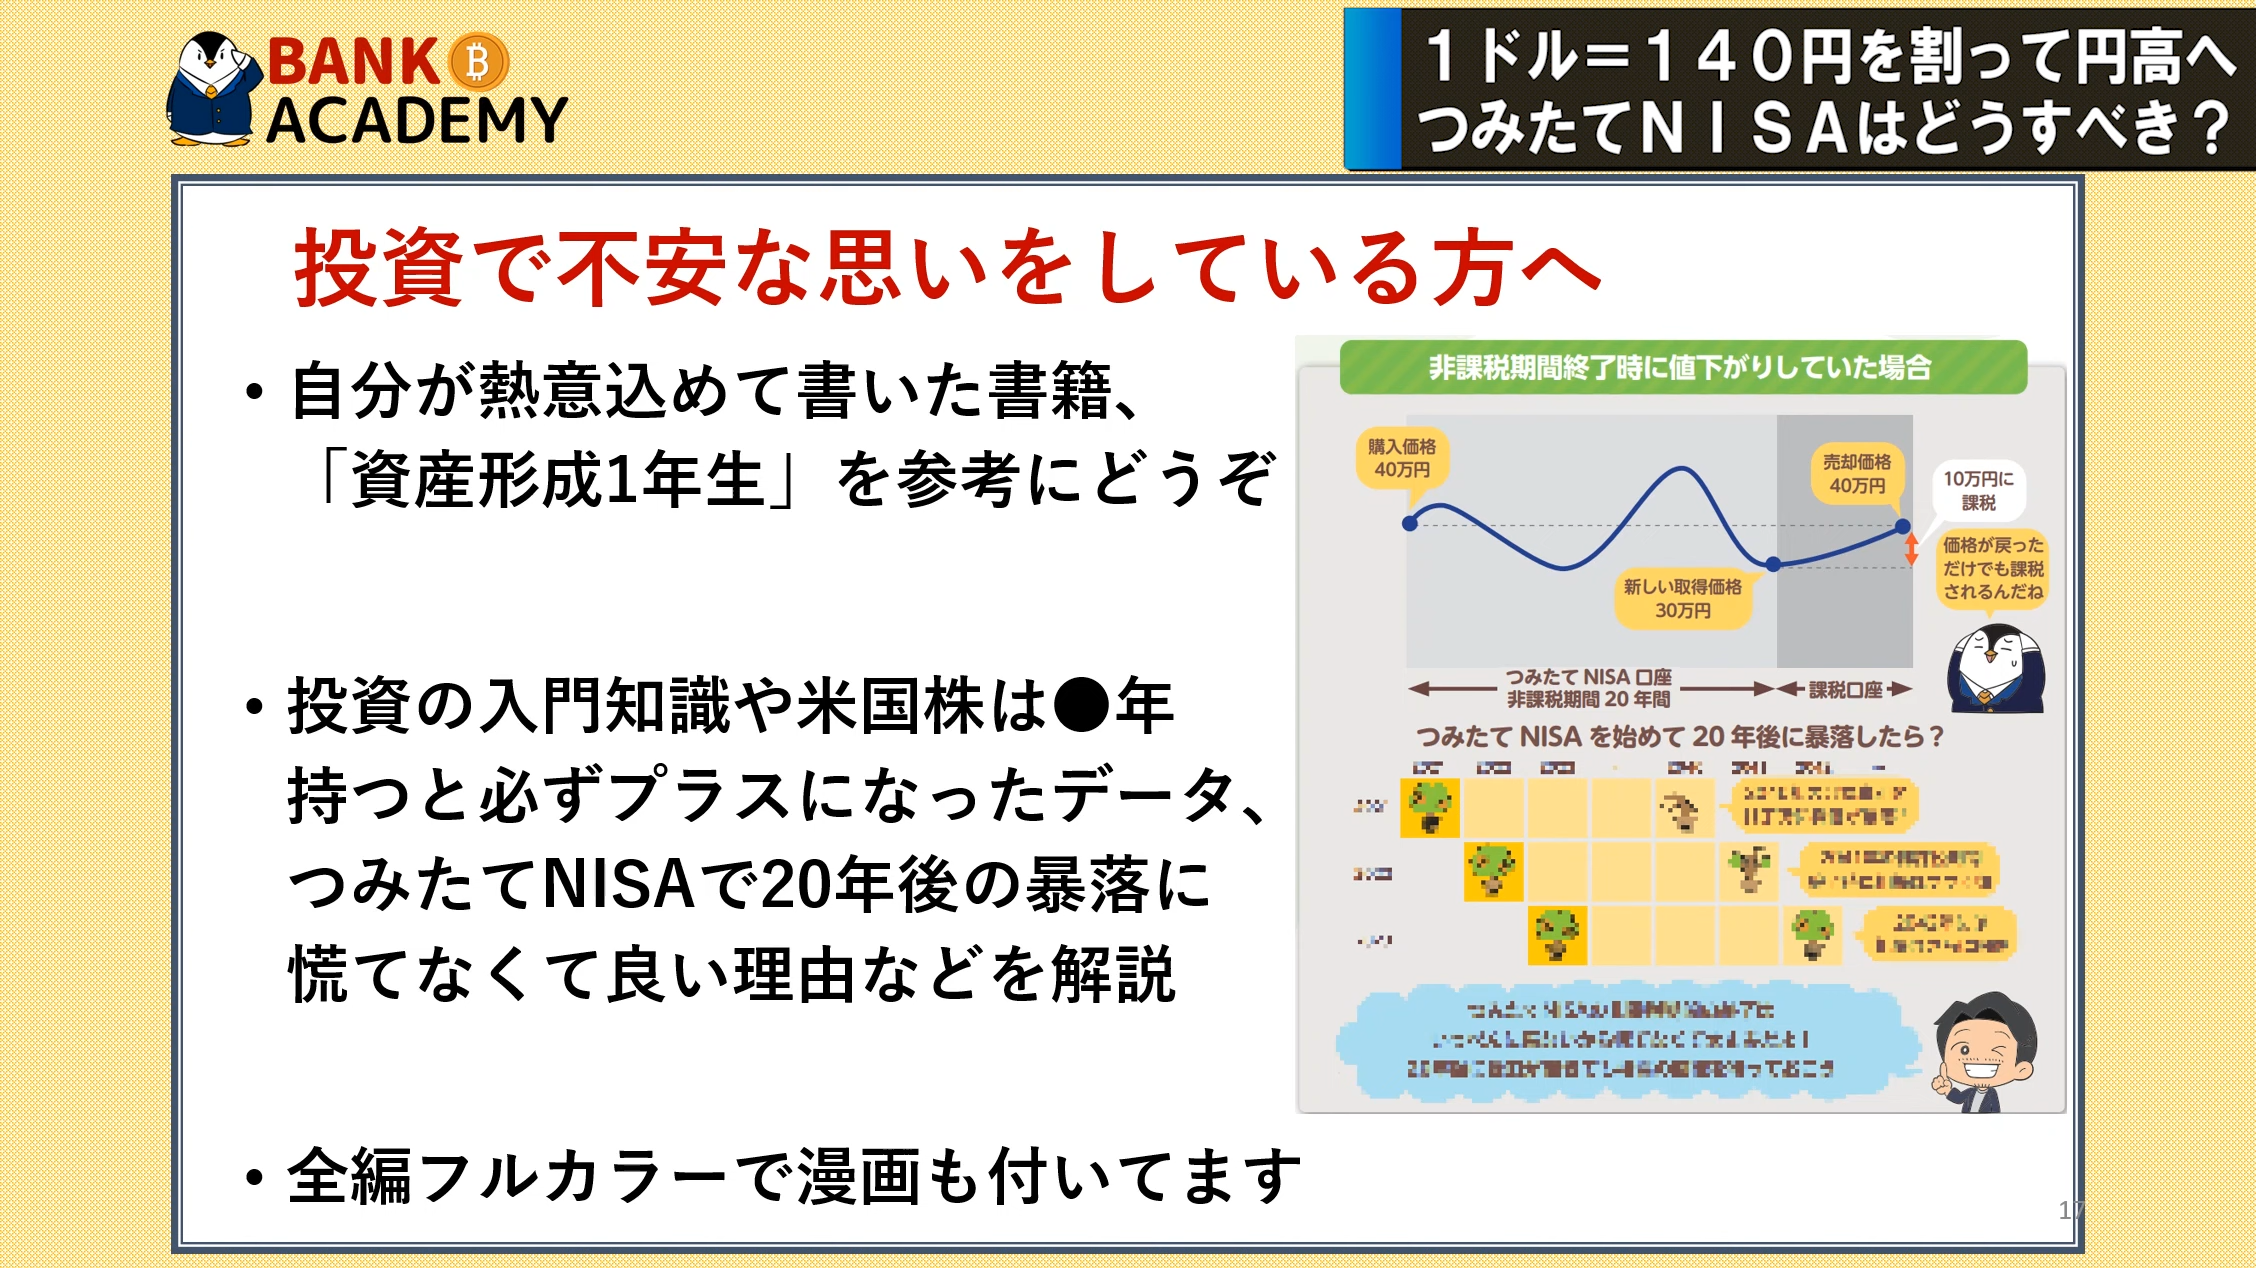 BANK
ACADEMY
１ドル＝１４０円を割って円高へ
つみたてＮＩＳＡはどうすべき？
投資で不安な思いをしている方へ
• 自分が熱意込めて書いた書籍、
「資産形成1年生」を参考にどうぞ
• 投資の入門知識や米国株は●年
持つと必ずプラスになったデータ、
つみたてNISAで20年後の暴落に
慌てなくて良い理由などを解説
• 全編フルカラーで漫画も付いてます
非課税期間終了時に値下がりしていた場合
購入価格
40万円
売却価格
40万円
10万円に
課税
価格が戻った
だけでも課税
されるんだね
新しい取得価格
30万円
つみたて NISA 口座
非課税期間 20 年間
課税口座
つみたて NISA を始めて 20 年後に暴落したら？
17